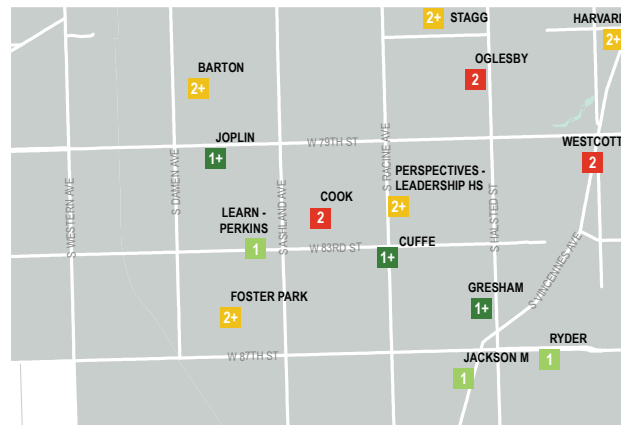 2+
STAGG
HARVARD
2+
BARTON
2+
OGLESBY
2
W 79TH ST
JOPLIN
1+
WESTCOTT
2
S WESTERN AVE
S DAMEN AVE
S ASHLAND AVE
S RACINE AVE
S HALSTED ST
PERSPECTIVES -
LEADERSHIP HS
2+
COOK
2
LEARN -
PERKINS
1
W 83RD ST
CUFFE
1+
S VINCENNES AVE
GRESHAM
1+
FOSTER PARK
2+
W 87TH ST
RYDER
1
JACKSON M
1